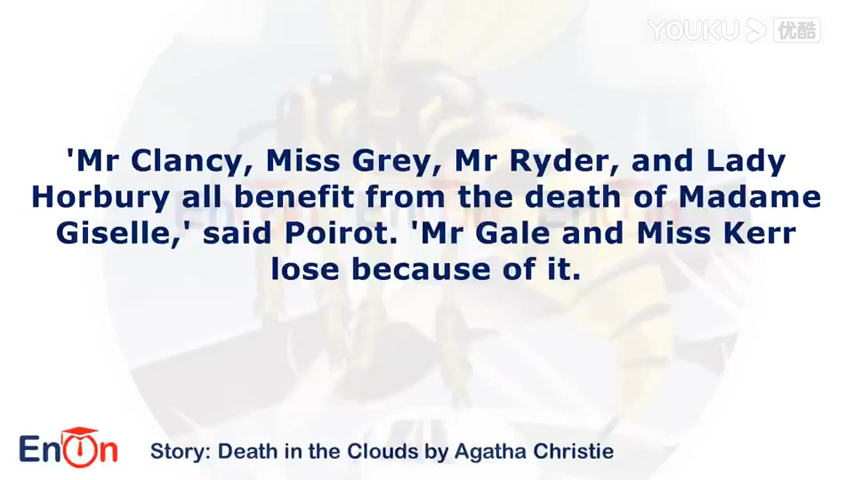 YOUKU 优酷
'Mr Clancy, Miss Grey, Mr Ryder, and Lady
Horbury all benefit from the death of Madame
Giselle,' said Poirot. 'Mr Gale and Miss Kerr
lose because of it.
EnOn
Story: Death in the Clouds by Agatha Christie